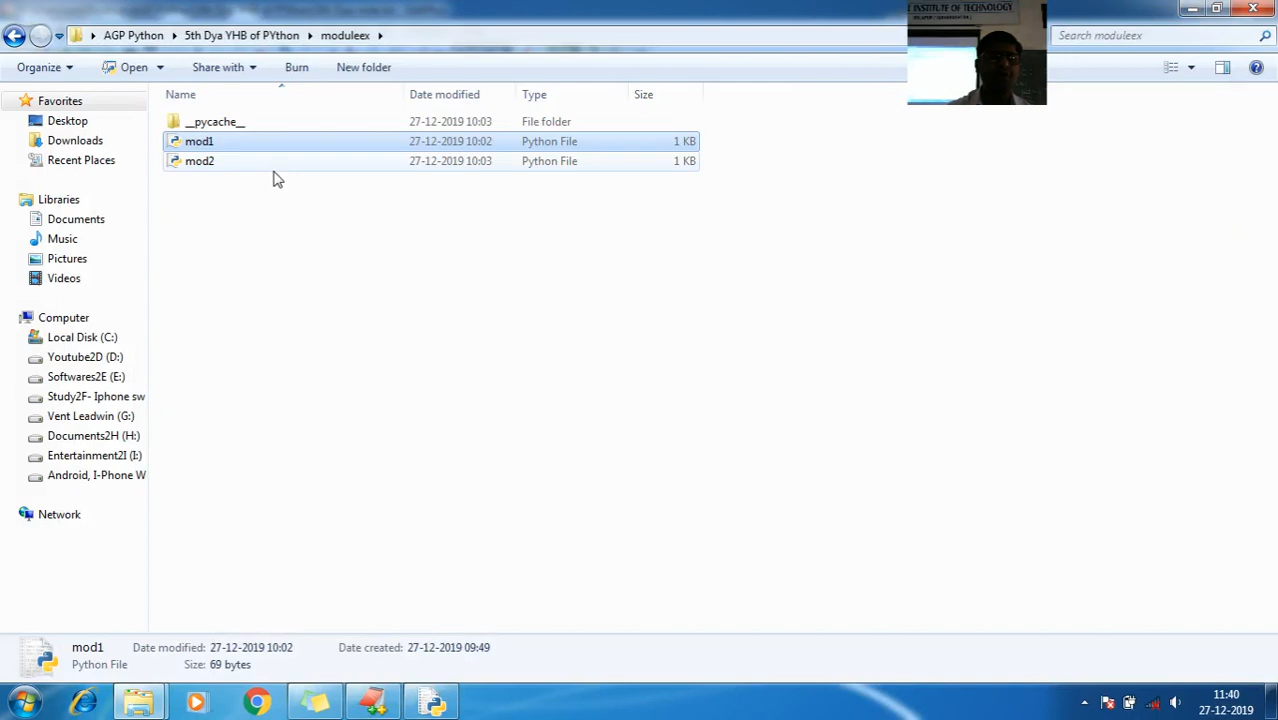 E INSTITUTE OF TECHNOLOGY
AGP Python
5th Dya YHB of PYthon
moduleex
Search moduleex
Organize
Open
Share with
Burn
New folder
Name
Date modified
Type
Size
Favorites
Desktop
Downloads
Recent Places
Libraries
Documents
Music
Pictures
Videos
Computer
Local Disk (C:)
Youtube2D (D:)
Softwares2E (E:)
Study2F- Iphone sw
Vent Leadwin (G:)
Documents2H (H:)
Entertainment2I (I:)
Android, I-Phone W
Network
__pycache__ 27-12-2019 10:03 File folder
mod1 27-12-2019 10:02 Python File 1 KB
mod2 27-12-2019 10:03 Python File 1 KB
mod1 Date modified: 27-12-2019 10:02 Date created: 27-12-2019 09:49
Python File Size: 69 bytes
11:40
27-12-2019